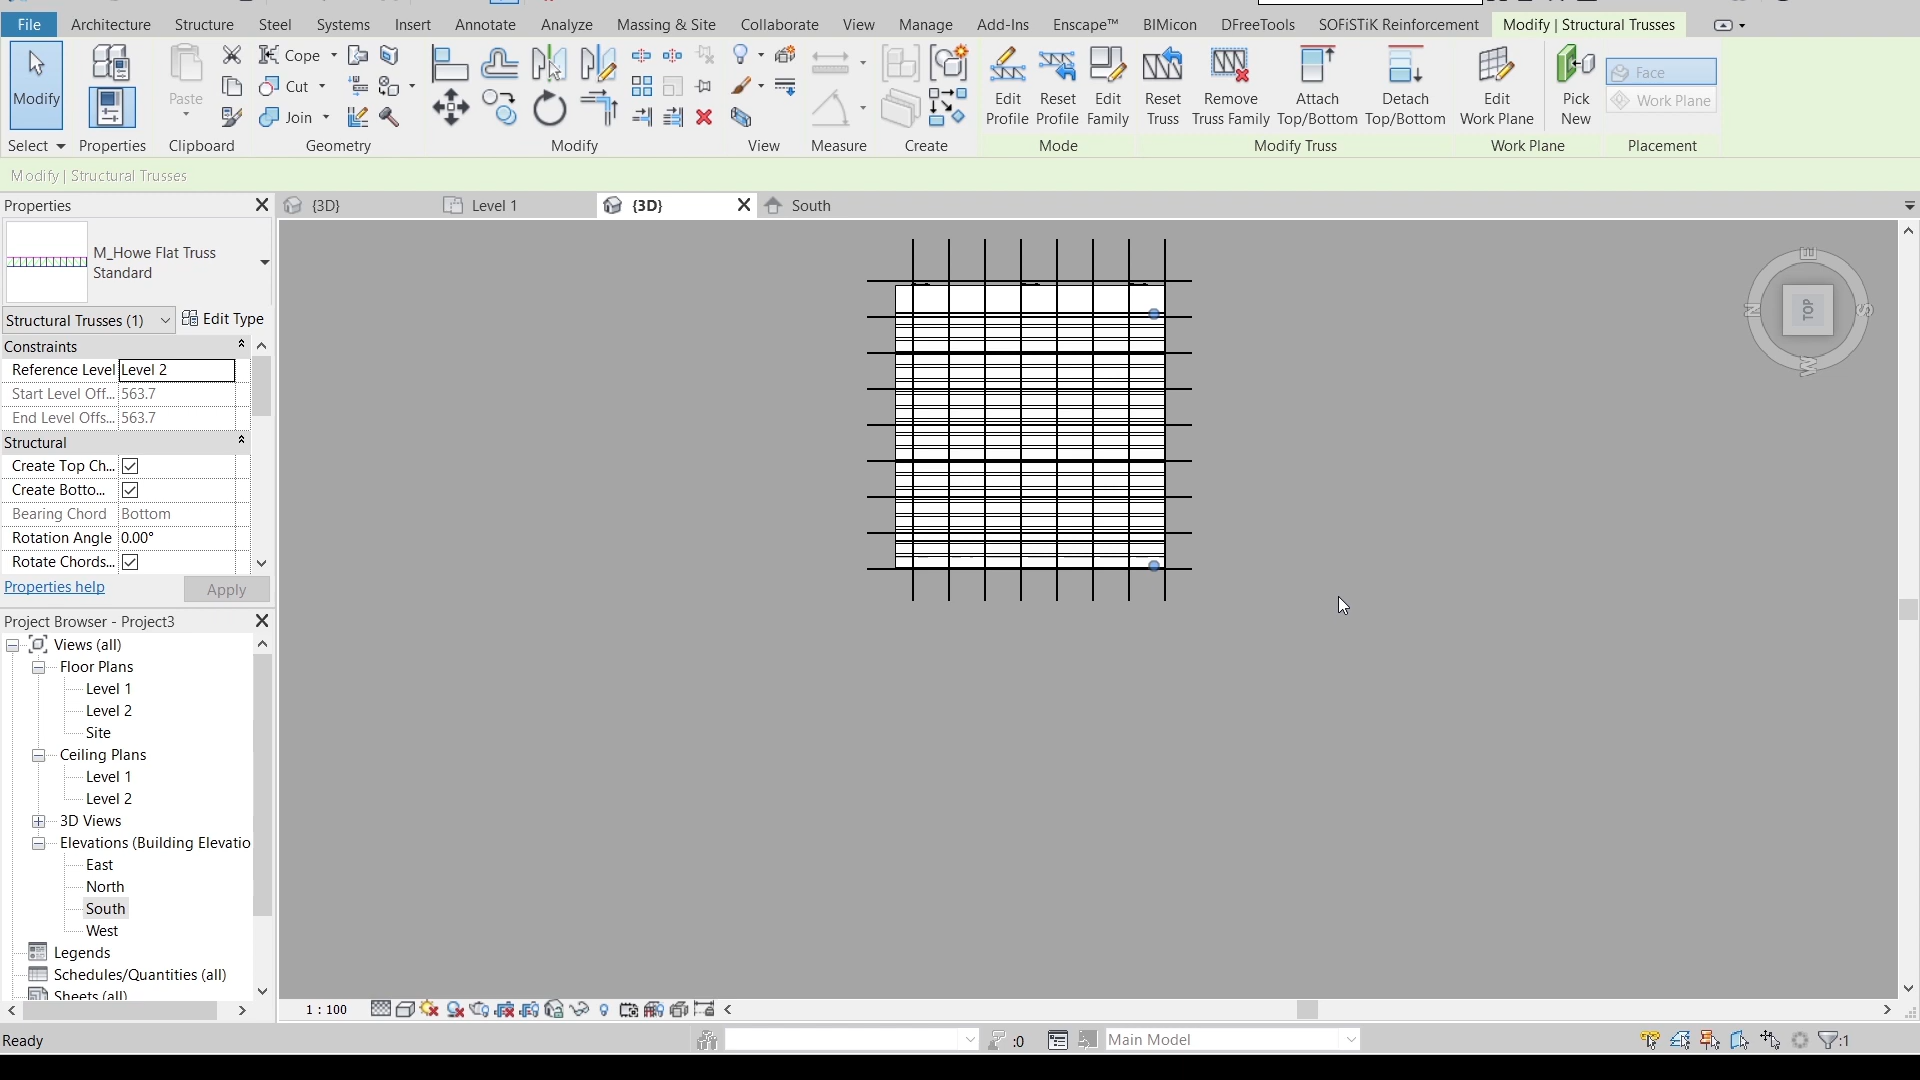 File Architecture Structure Steel Systems Insert Annotate Analyze Massing & Site Collaborate View Manage Add-Ins Enscape™ BIMicon DFreeTools SOFiSTiK Reinforcement Modify | Structural Trusses
Modify
Paste
Cope
Cut
Join
Edit Profile
Reset Profile
Edit Family
Reset Truss
Remove Truss Family
Attach Top/Bottom
Detach Top/Bottom
Edit Work Plane
Pick New
Face
Work Plane
Select Properties Clipboard Geometry Modify View Measure Create Mode Modify Truss Work Plane Placement
Modify | Structural Trusses
Properties
{3D} Level 1 {3D} South
M_Howe Flat Truss
Standard
Structural Trusses (1) Edit Type
Constraints
Reference Level Level 2
Start Level Off... 563.7
End Level Offs... 563.7
Structural
Create Top Ch...
Create Botto...
Bearing Chord Bottom
Rotation Angle 0.00°
Rotate Chords...
Properties help Apply
Project Browser - Project3
Views (all)
Floor Plans
Level 1
Level 2
Site
Ceiling Plans
Level 1
Level 2
3D Views
Elevations (Building Elevatio
East
North
South
West
Legends
Schedules/Quantities (all)
Sheets (all)
TOP
E
N
S
W
1 : 100
Ready :0 Main Model :1